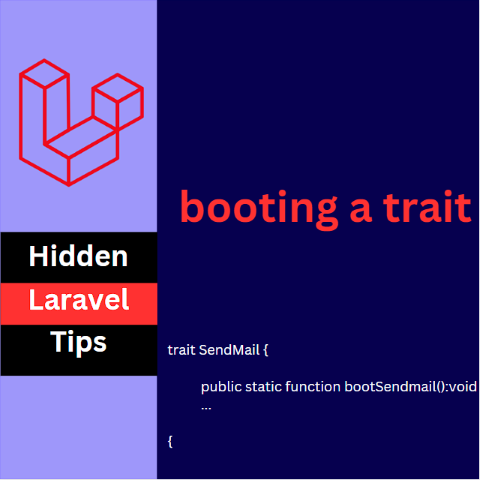 Hidden
Laravel
Tips
booting a trait
trait SendMail {
public static function bootSendmail():void
...
{